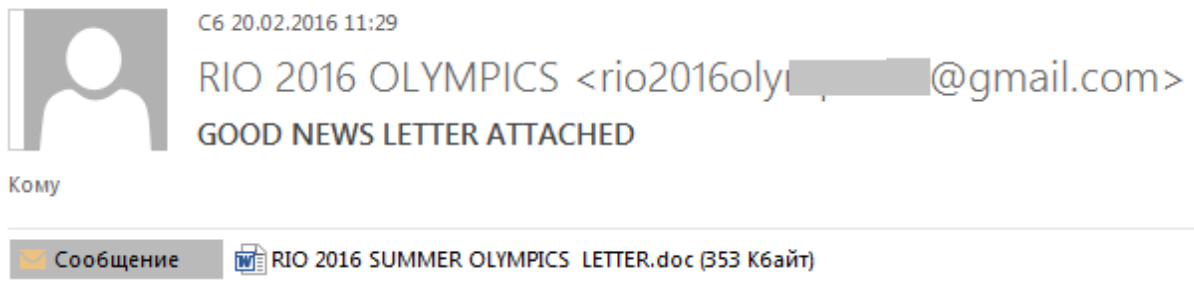 Сб 20.02.2016 11:29
RIO 2016 OLYMPICS <rio2016oly @gmail.com>
GOOD NEWS LETTER ATTACHED
Кому
Сообщение RIO 2016 SUMMER OLYMPICS LETTER.doc (353 Кбайт)